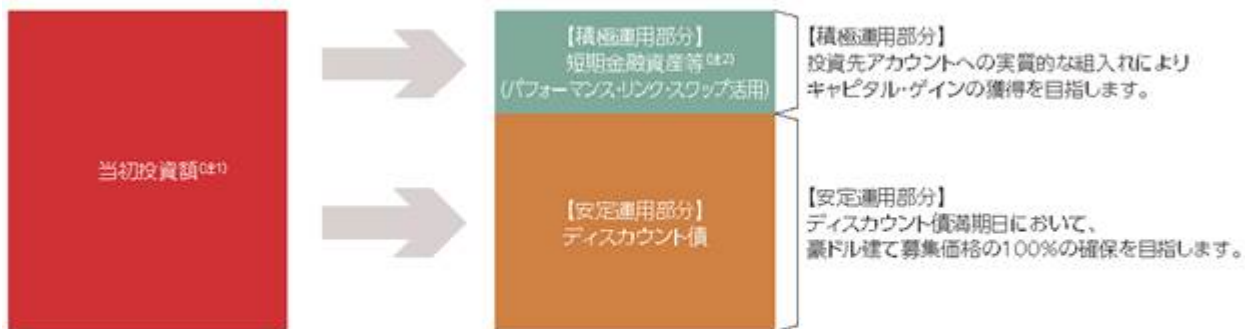 当初投資額(注1)
【積極運用部分】
短期金融資産等(注2)
(パフォーマンス・リンク・スワップ活用)
【安定運用部分】
ディスカウント債
【積極運用部分】
投資先アカウントへの実質的な組入れにより
キャピタル・ゲインの獲得を目指します。
【安定運用部分】
ディスカウント債満期日において、
豪ドル建て募集価格の100%の確保を目指します。